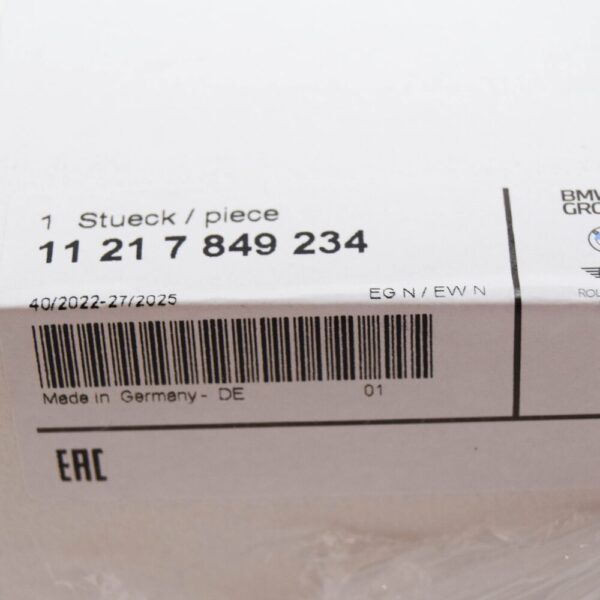 1 Stueck / piece
11 21 7 849 234
40/2022-27/2025 EG N / EW N
Made in Germany - DE 01
EAC
BMW